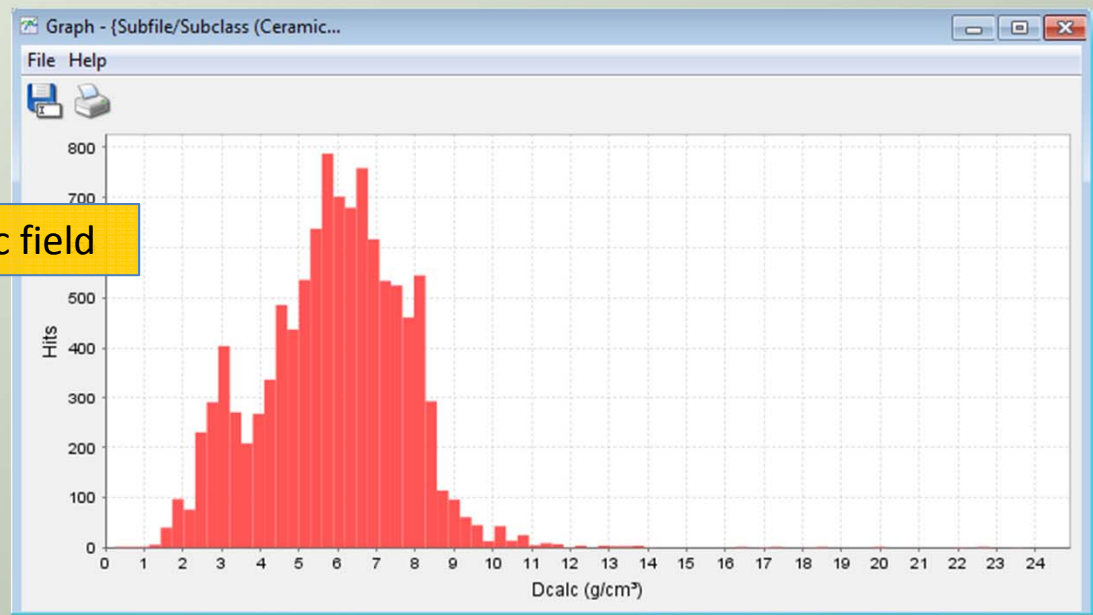 Graph - {Subfile/Subclass (Ceramic...
File Help
800
700
c field
500
400
300
200
100
0
Hits
0 1 2 3 4 5 6 7 8 9 10 11 12 13 14 15 16 17 18 19 20 21 22 23 24
Dcalc (g/cm³)